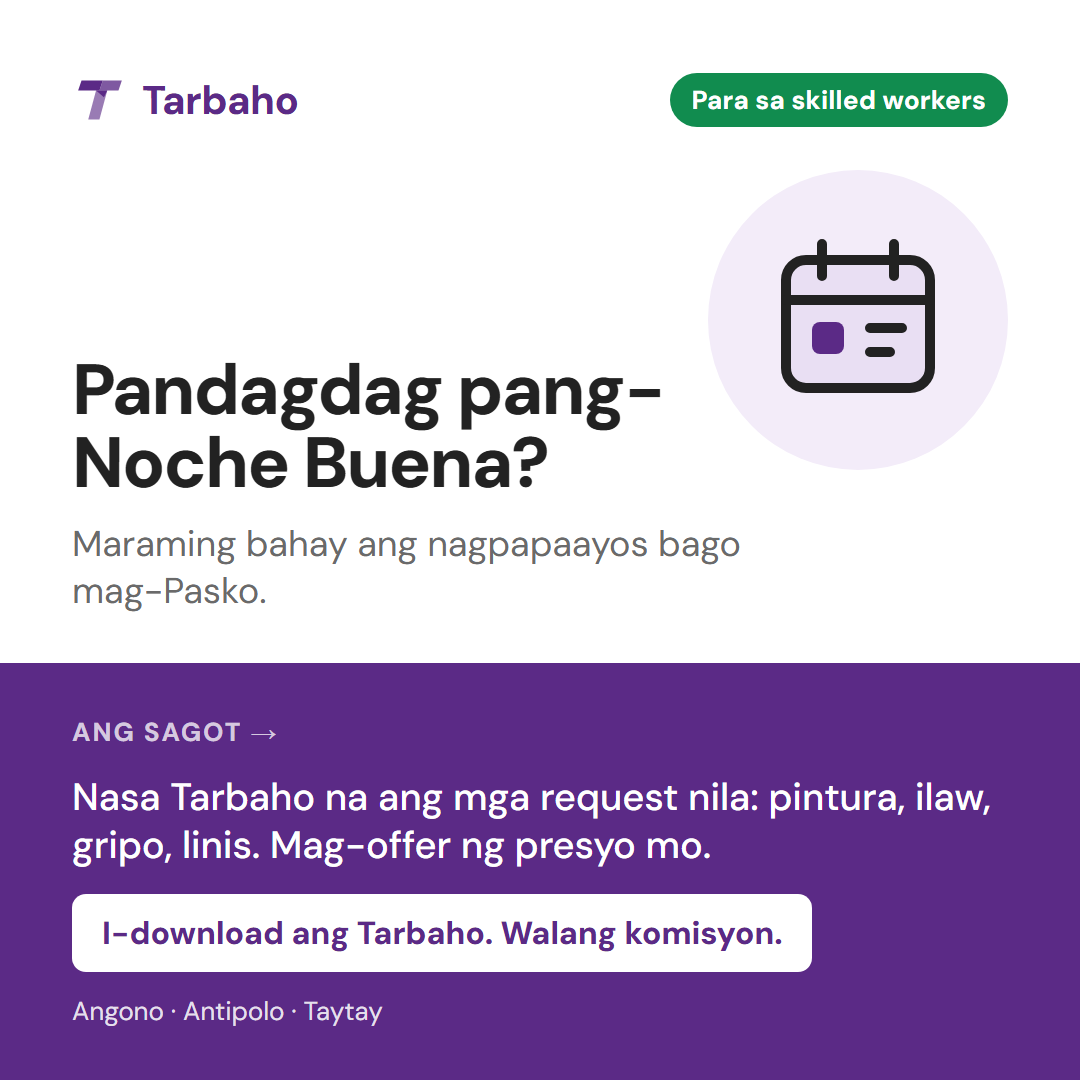 Tarbaho
Para sa skilled workers
Pandagdag pang-
Noche Buena?
Maraming bahay ang nagpapaayos bago
mag-Pasko.
ANG SAGOT →
Nasa Tarbaho na ang mga request nila: pintura, ilaw,
gripo, linis. Mag-offer ng presyo mo.
I-download ang Tarbaho. Walang komisyon.
Angono · Antipolo · Taytay